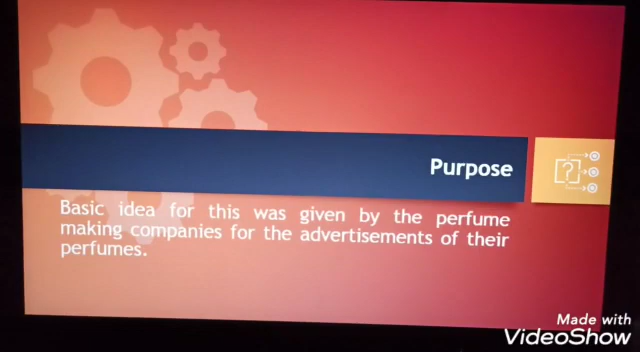 Purpose
Basic idea for this was given by the perfume
making companies for the advertisements of their
perfumes.
Made with
VideoShow